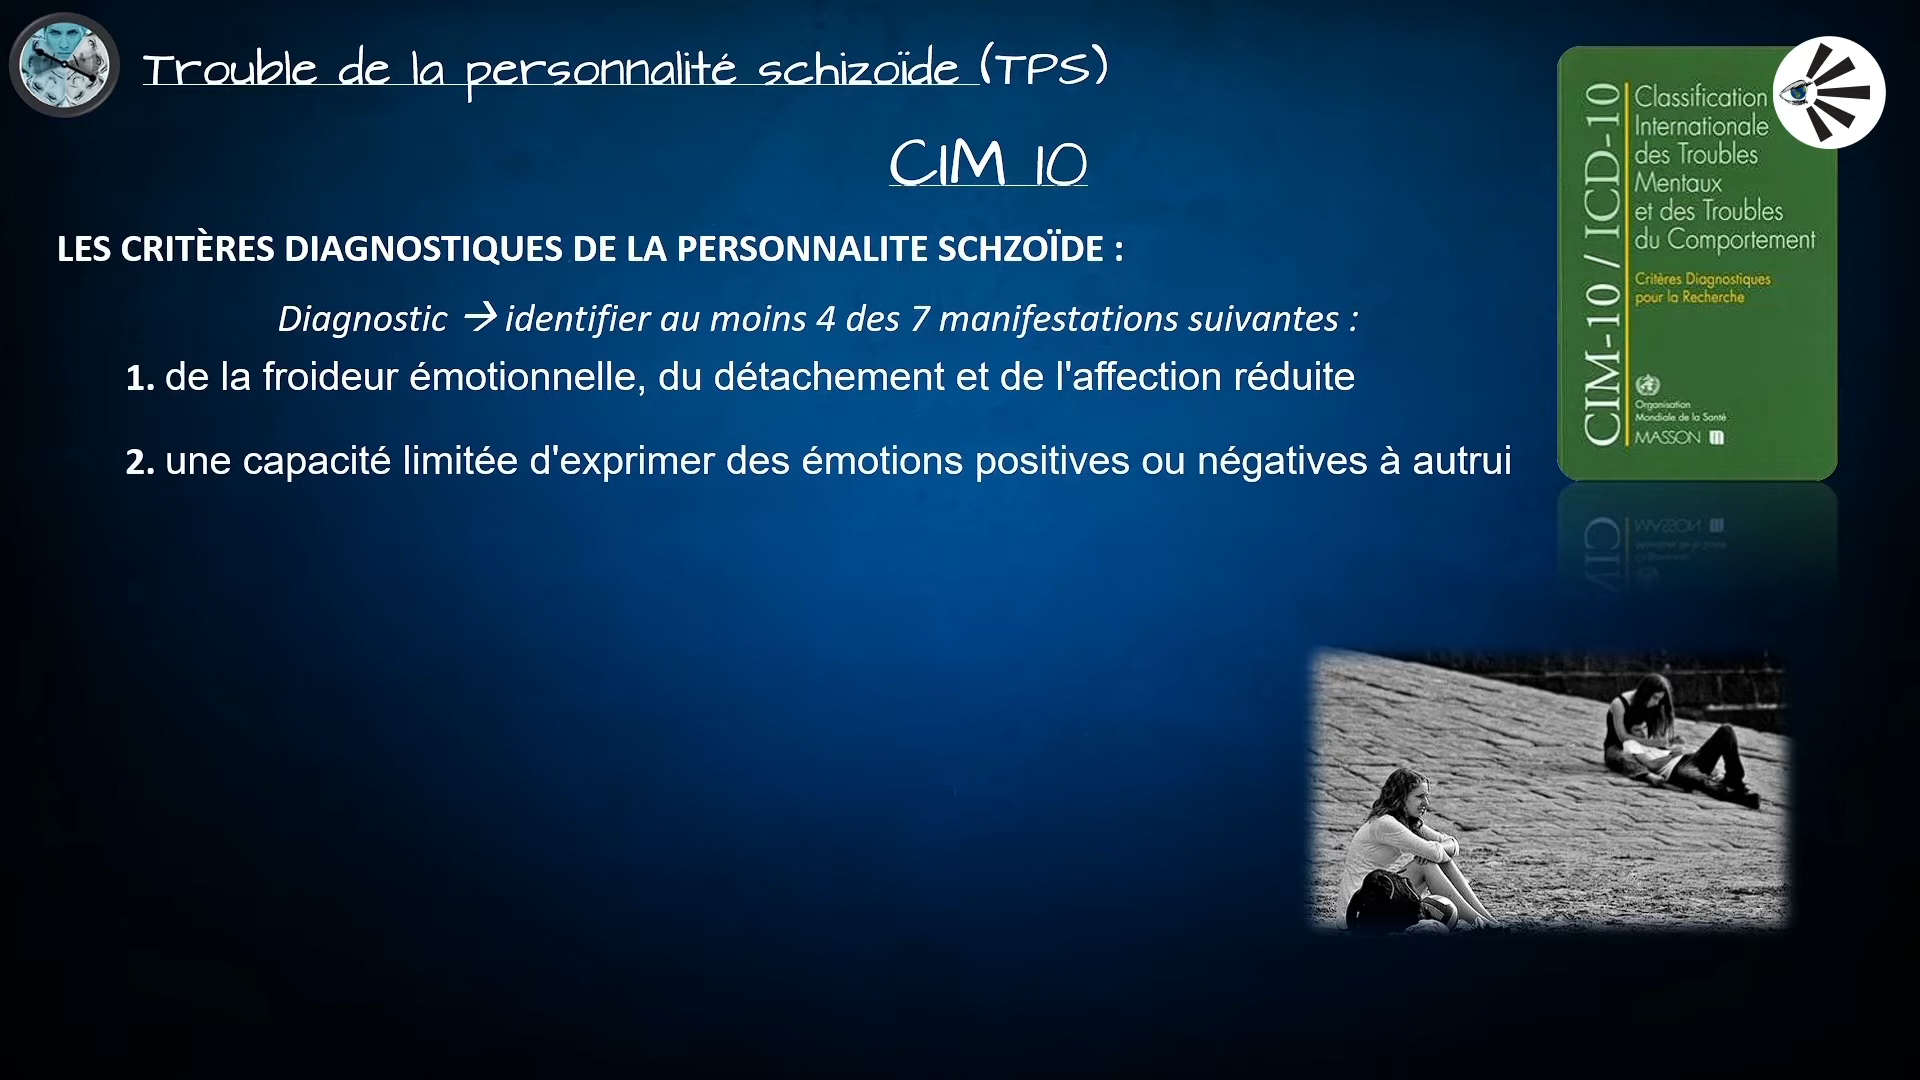 Trouble de la personnalité schizoïde (TPS)
CIM 10
LES CRITÈRES DIAGNOSTIQUES DE LA PERSONNALITE SCHZOÏDE :
Diagnostic → identifier au moins 4 des 7 manifestations suivantes :
1. de la froideur émotionnelle, du détachement et de l'affection réduite
2. une capacité limitée d'exprimer des émotions positives ou négatives à autrui
CIM-10 / ICD-10
Classification
Internationale
des Troubles
Mentaux
et des Troubles
du Comportement
Critères Diagnostiques
pour la Recherche
Organisation
Mondiale de la Santé
MASSON